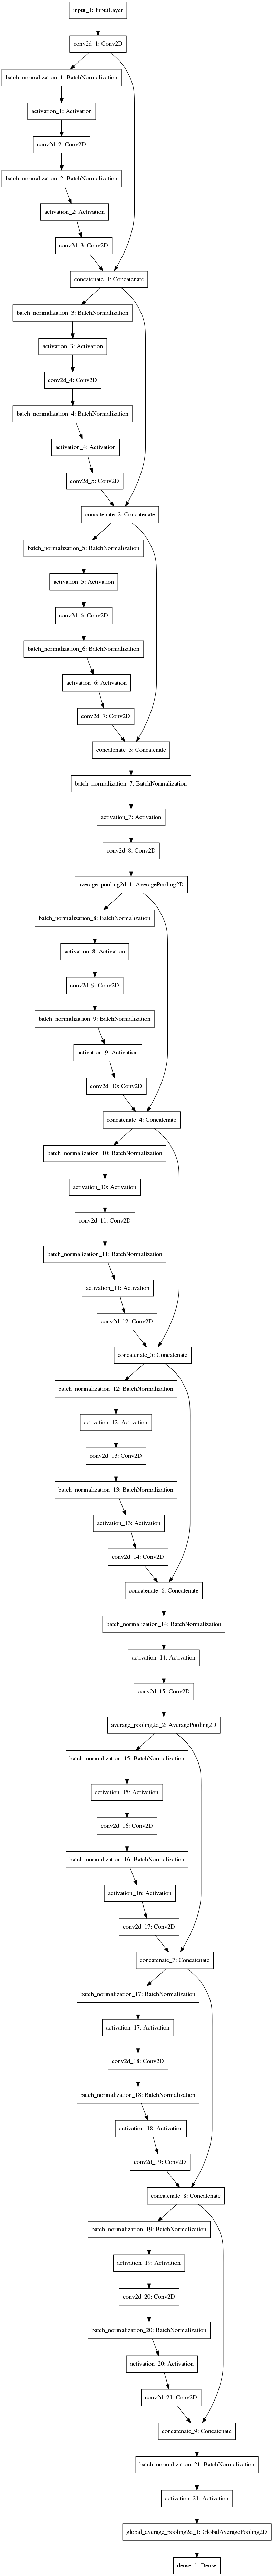 input_1: InputLayer
conv2d_1: Conv2D
batch_normalization_1: BatchNormalization
activation_1: Activation
conv2d_2: Conv2D
batch_normalization_2: BatchNormalization
activation_2: Activation
conv2d_3: Conv2D
concatenate_1: Concatenate
batch_normalization_3: BatchNormalization
activation_3: Activation
conv2d_4: Conv2D
batch_normalization_4: BatchNormalization
activation_4: Activation
conv2d_5: Conv2D
concatenate_2: Concatenate
batch_normalization_5: BatchNormalization
activation_5: Activation
conv2d_6: Conv2D
batch_normalization_6: BatchNormalization
activation_6: Activation
conv2d_7: Conv2D
concatenate_3: Concatenate
batch_normalization_7: BatchNormalization
activation_7: Activation
conv2d_8: Conv2D
average_pooling2d_1: AveragePooling2D
batch_normalization_8: BatchNormalization
activation_8: Activation
conv2d_9: Conv2D
batch_normalization_9: BatchNormalization
activation_9: Activation
conv2d_10: Conv2D
concatenate_4: Concatenate
batch_normalization_10: BatchNormalization
activation_10: Activation
conv2d_11: Conv2D
batch_normalization_11: BatchNormalization
activation_11: Activation
conv2d_12: Conv2D
concatenate_5: Concatenate
batch_normalization_12: BatchNormalization
activation_12: Activation
conv2d_13: Conv2D
batch_normalization_13: BatchNormalization
activation_13: Activation
conv2d_14: Conv2D
concatenate_6: Concatenate
batch_normalization_14: BatchNormalization
activation_14: Activation
conv2d_15: Conv2D
average_pooling2d_2: AveragePooling2D
batch_normalization_15: BatchNormalization
activation_15: Activation
conv2d_16: Conv2D
batch_normalization_16: BatchNormalization
activation_16: Activation
conv2d_17: Conv2D
concatenate_7: Concatenate
batch_normalization_17: BatchNormalization
activation_17: Activation
conv2d_18: Conv2D
batch_normalization_18: BatchNormalization
activation_18: Activation
conv2d_19: Conv2D
concatenate_8: Concatenate
batch_normalization_19: BatchNormalization
activation_19: Activation
conv2d_20: Conv2D
batch_normalization_20: BatchNormalization
activation_20: Activation
conv2d_21: Conv2D
concatenate_9: Concatenate
batch_normalization_21: BatchNormalization
activation_21: Activation
global_average_pooling2d_1: GlobalAveragePooling2D
dense_1: Dense